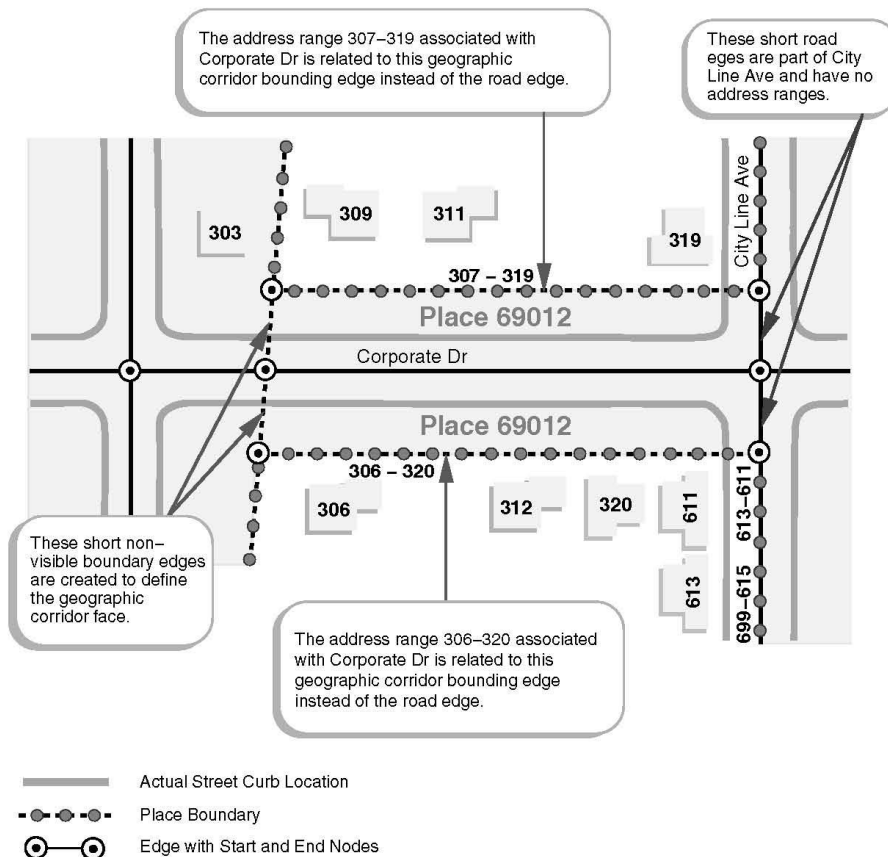 The address range 307–319 associated with
Corporate Dr is related to this geographic
corridor bounding edge instead of the road edge.
These short road
eges are part of City
Line Ave and have no
address ranges.
City Line Ave
303
309
311
319
307 – 319
Place 69012
Corporate Dr
Place 69012
306 – 320
306
312
320
611
613
613–611
699–615
These short non–
visible boundary edges
are created to define
the geographic
corridor face.
The address range 306–320 associated
with Corporate Dr is related to this
geographic corridor bounding edge
instead of the road edge.
Actual Street Curb Location
Place Boundary
Edge with Start and End Nodes